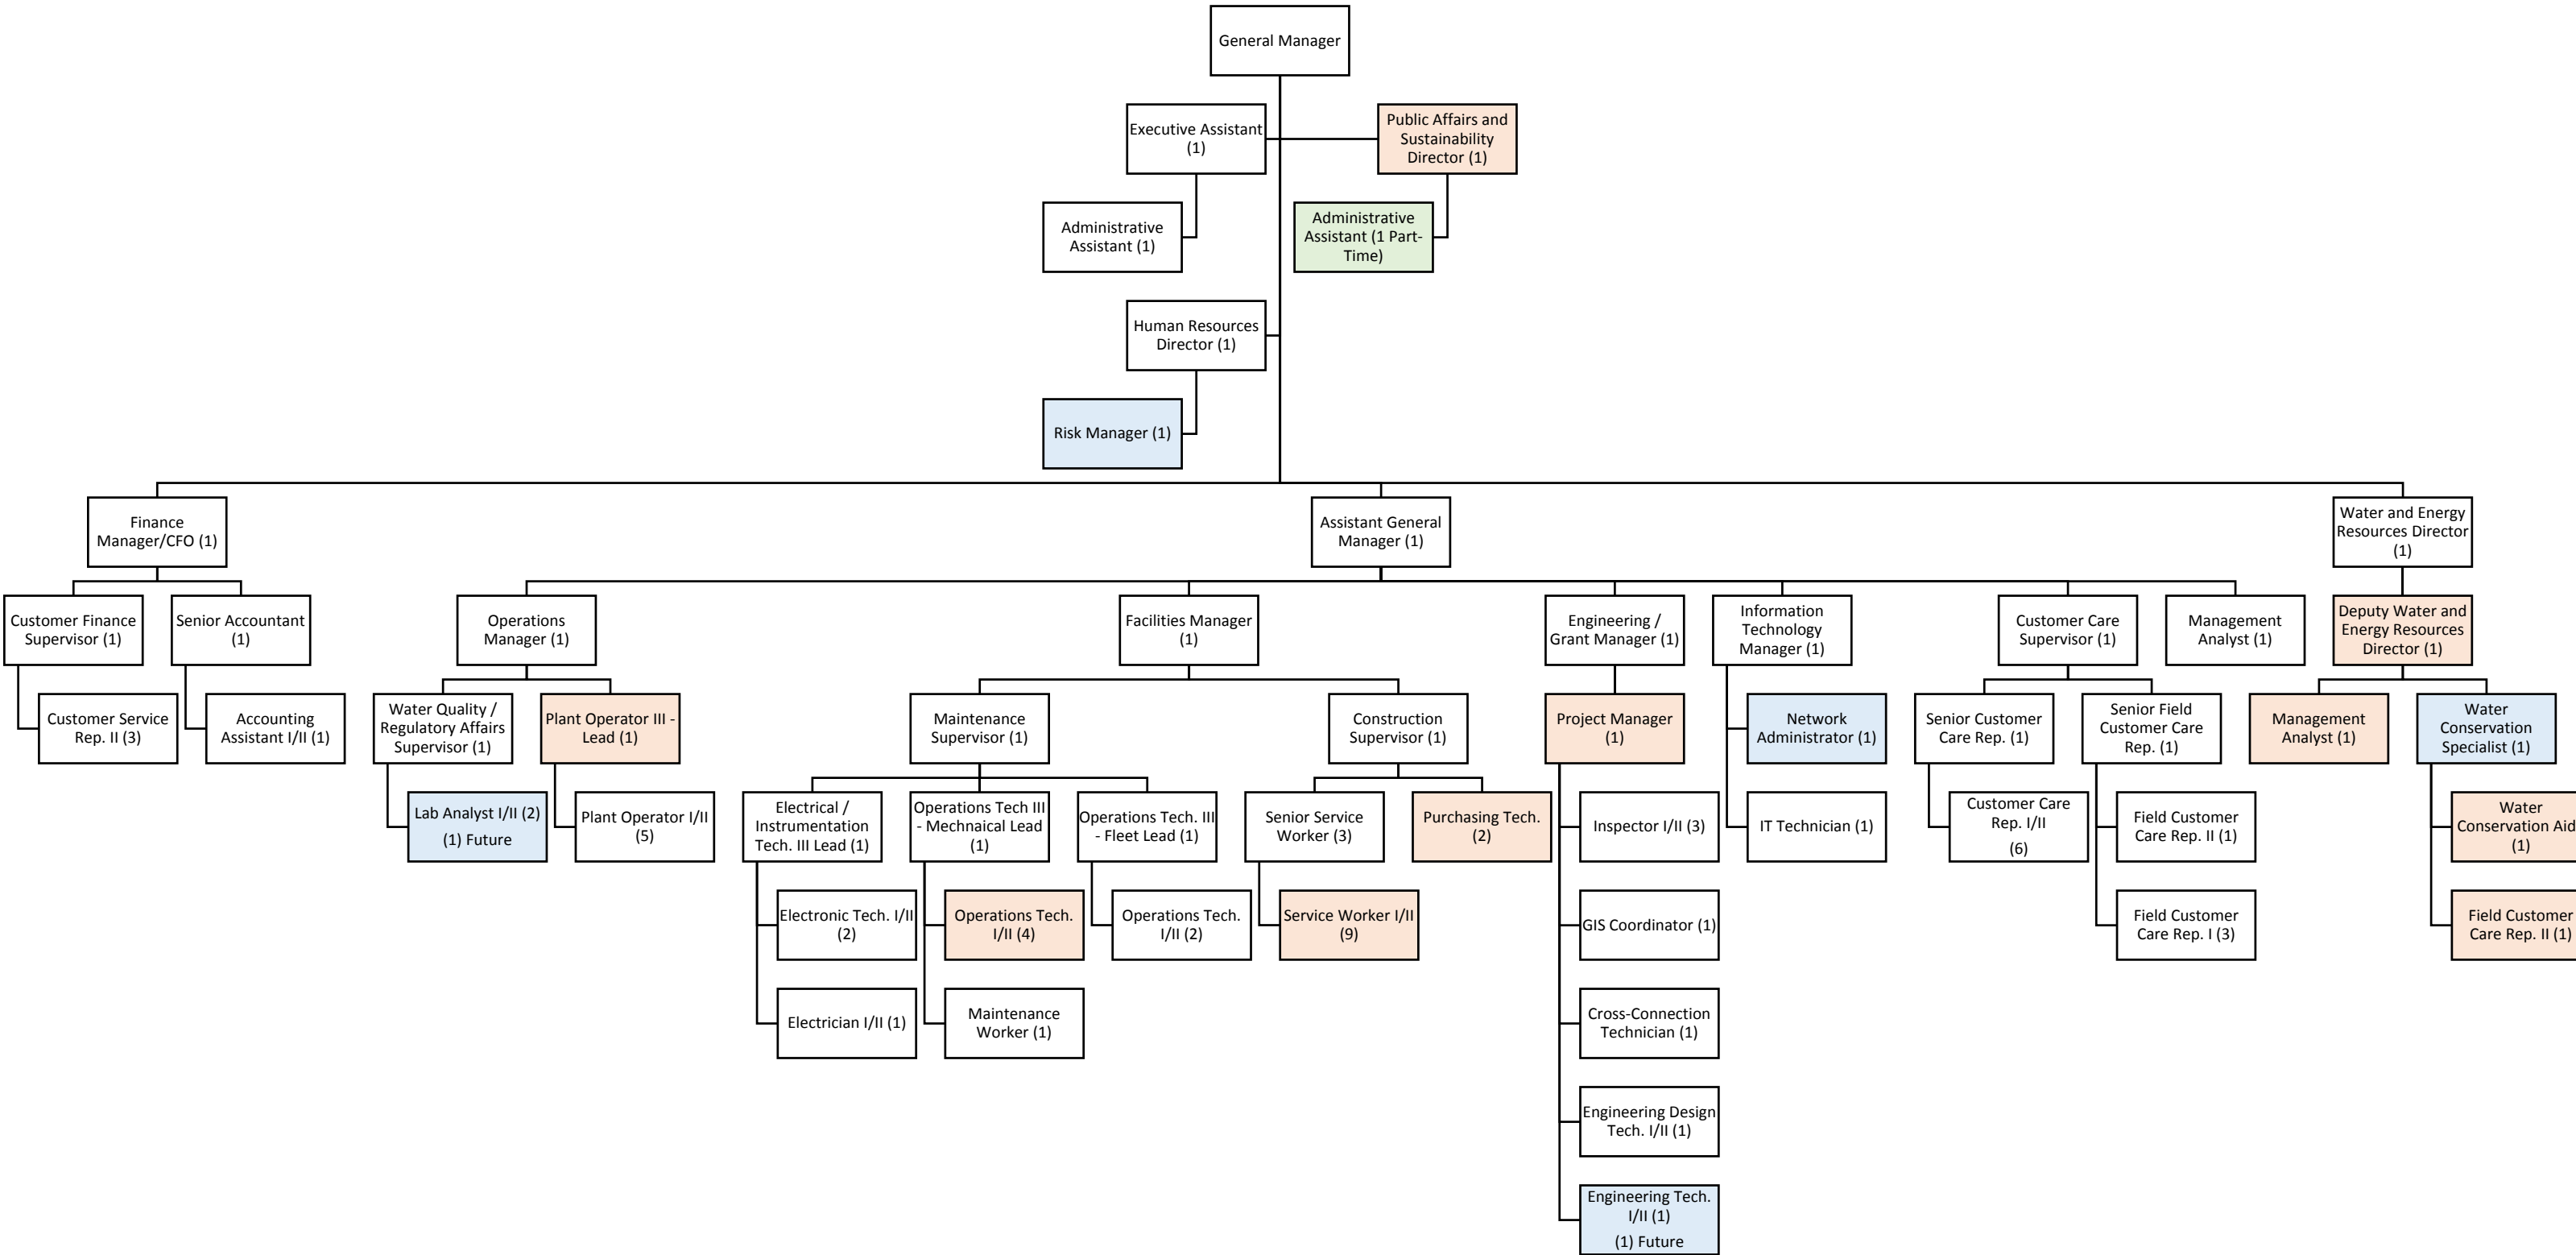 General Manager
Executive Assistant
(1)
Public Affairs and
Sustainability
Director (1)
Administrative
Assistant (1)
Administrative
Assistant (1 Part-
Time)
Human Resources
Director (1)
Risk Manager (1)
Finance
Manager/CFO (1)
Assistant General
Manager (1)
Water and Energy
Resources Director
(1)
Customer Finance
Supervisor (1)
Senior Accountant
(1)
Operations
Manager (1)
Facilities Manager
(1)
Engineering /
Grant Manager (1)
Information
Technology
Manager (1)
Customer Care
Supervisor (1)
Management
Analyst (1)
Deputy Water and
Energy Resources
Director (1)
Customer Service
Rep. II (3)
Accounting
Assistant I/II (1)
Water Quality /
Regulatory Affairs
Supervisor (1)
Plant Operator III -
Lead (1)
Maintenance
Supervisor (1)
Construction
Supervisor (1)
Project Manager
(1)
Network
Administrator (1)
Senior Customer
Care Rep. (1)
Senior Field
Customer Care
Rep. (1)
Management
Analyst (1)
Water
Conservation
Specialist (1)
Lab Analyst I/II (2)
(1) Future
Plant Operator I/II
(5)
Electrical /
Instrumentation
Tech. III Lead (1)
Operations Tech III
- Mechnaical Lead
(1)
Operations Tech. III
- Fleet Lead (1)
Senior Service
Worker (3)
Purchasing Tech.
(2)
Inspector I/II (3)
IT Technician (1)
Customer Care
Rep. I/II
(6)
Field Customer
Care Rep. II (1)
Water
Conservation Aid
(1)
Electronic Tech. I/II
(2)
Operations Tech.
I/II (4)
Operations Tech.
I/II (2)
Service Worker I/II
(9)
GIS Coordinator (1)
Field Customer
Care Rep. I (3)
Field Customer
Care Rep. II (1)
Electrician I/II (1)
Maintenance
Worker (1)
Cross-Connection
Technician (1)
Engineering Design
Tech. I/II (1)
Engineering Tech.
I/II (1)
(1) Future